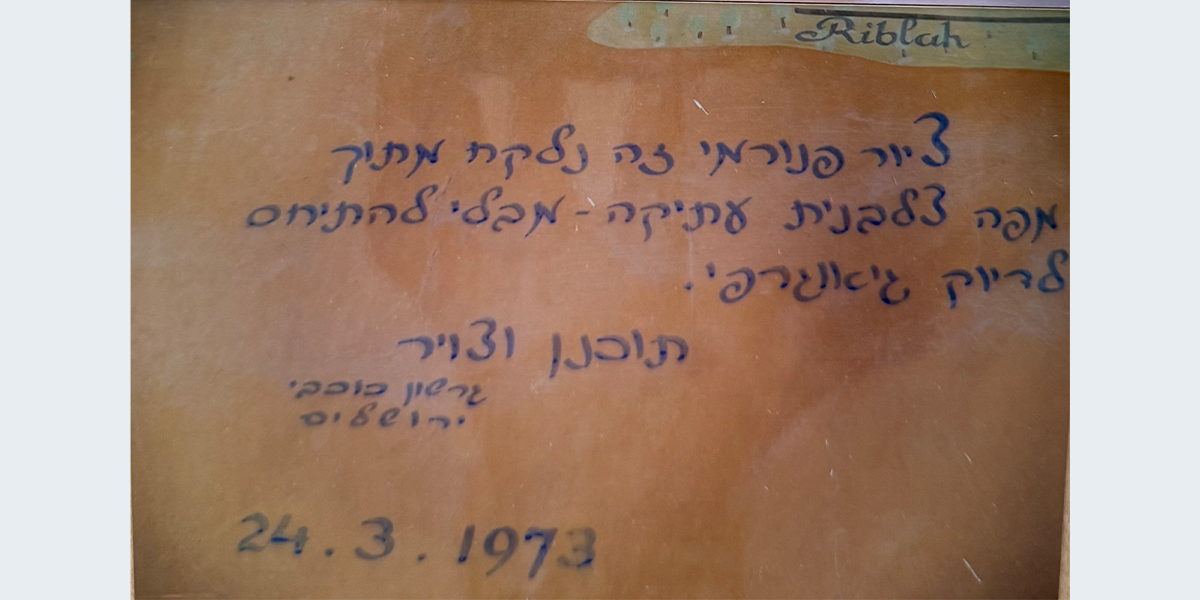 Riblah
ציור פנורמי זה נלקח מתוך
מפה צלבנית עתיקה - מבלי להתיחס
לדיוק גיאוגרפי.
תוכנן וצויר
גרשון כוכבי
ירושלים
24.3.1973